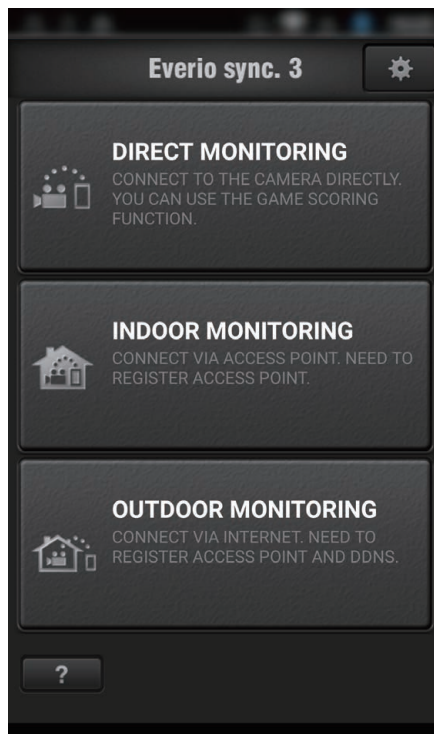 Everio sync. 3
DIRECT MONITORING
CONNECT TO THE CAMERA DIRECTLY.
YOU CAN USE THE GAME SCORING
FUNCTION.
INDOOR MONITORING
CONNECT VIA ACCESS POINT. NEED TO
REGISTER ACCESS POINT.
OUTDOOR MONITORING
CONNECT VIA INTERNET. NEED TO
REGISTER ACCESS POINT AND DDNS.
?